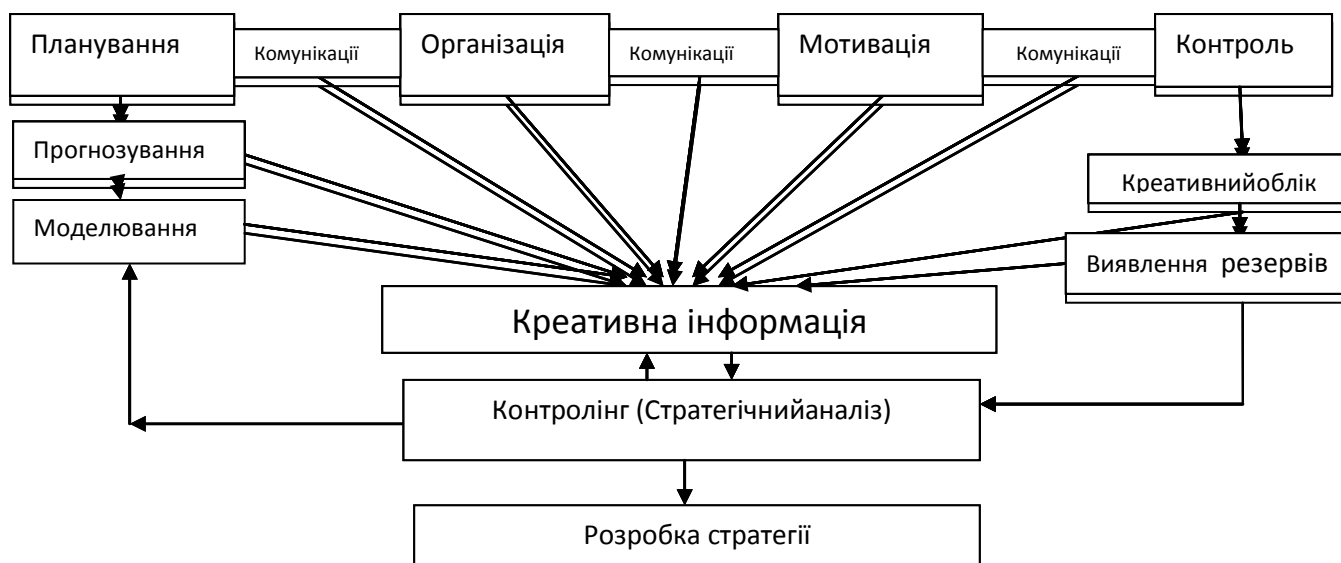 Планування
Комунікації
Організація
Комунікації
Мотивація
Комунікації
Контроль
Прогнозування
Креативнийоблік
Моделювання
Виявлення резервів
Креативна інформація
Контролінг (Стратегічнийаналіз)
Розробка стратегії